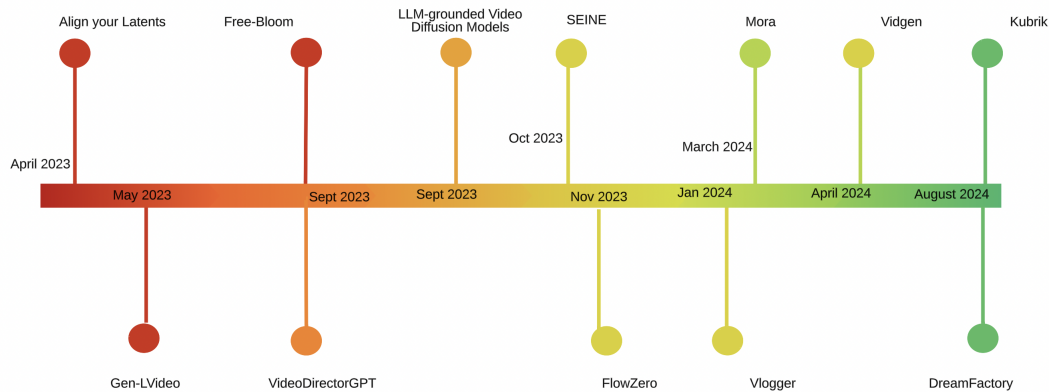 Align your Latents
Free-Bloom
LLM-grounded Video
Diffusion Models
SEINE
Mora
Vidgen
Kubrik
April 2023
Oct 2023
March 2024
May 2023
Sept 2023
Sept 2023
Nov 2023
Jan 2024
April 2024
August 2024
Gen-LVideo
VideoDirectorGPT
FlowZero
Vlogger
DreamFactory